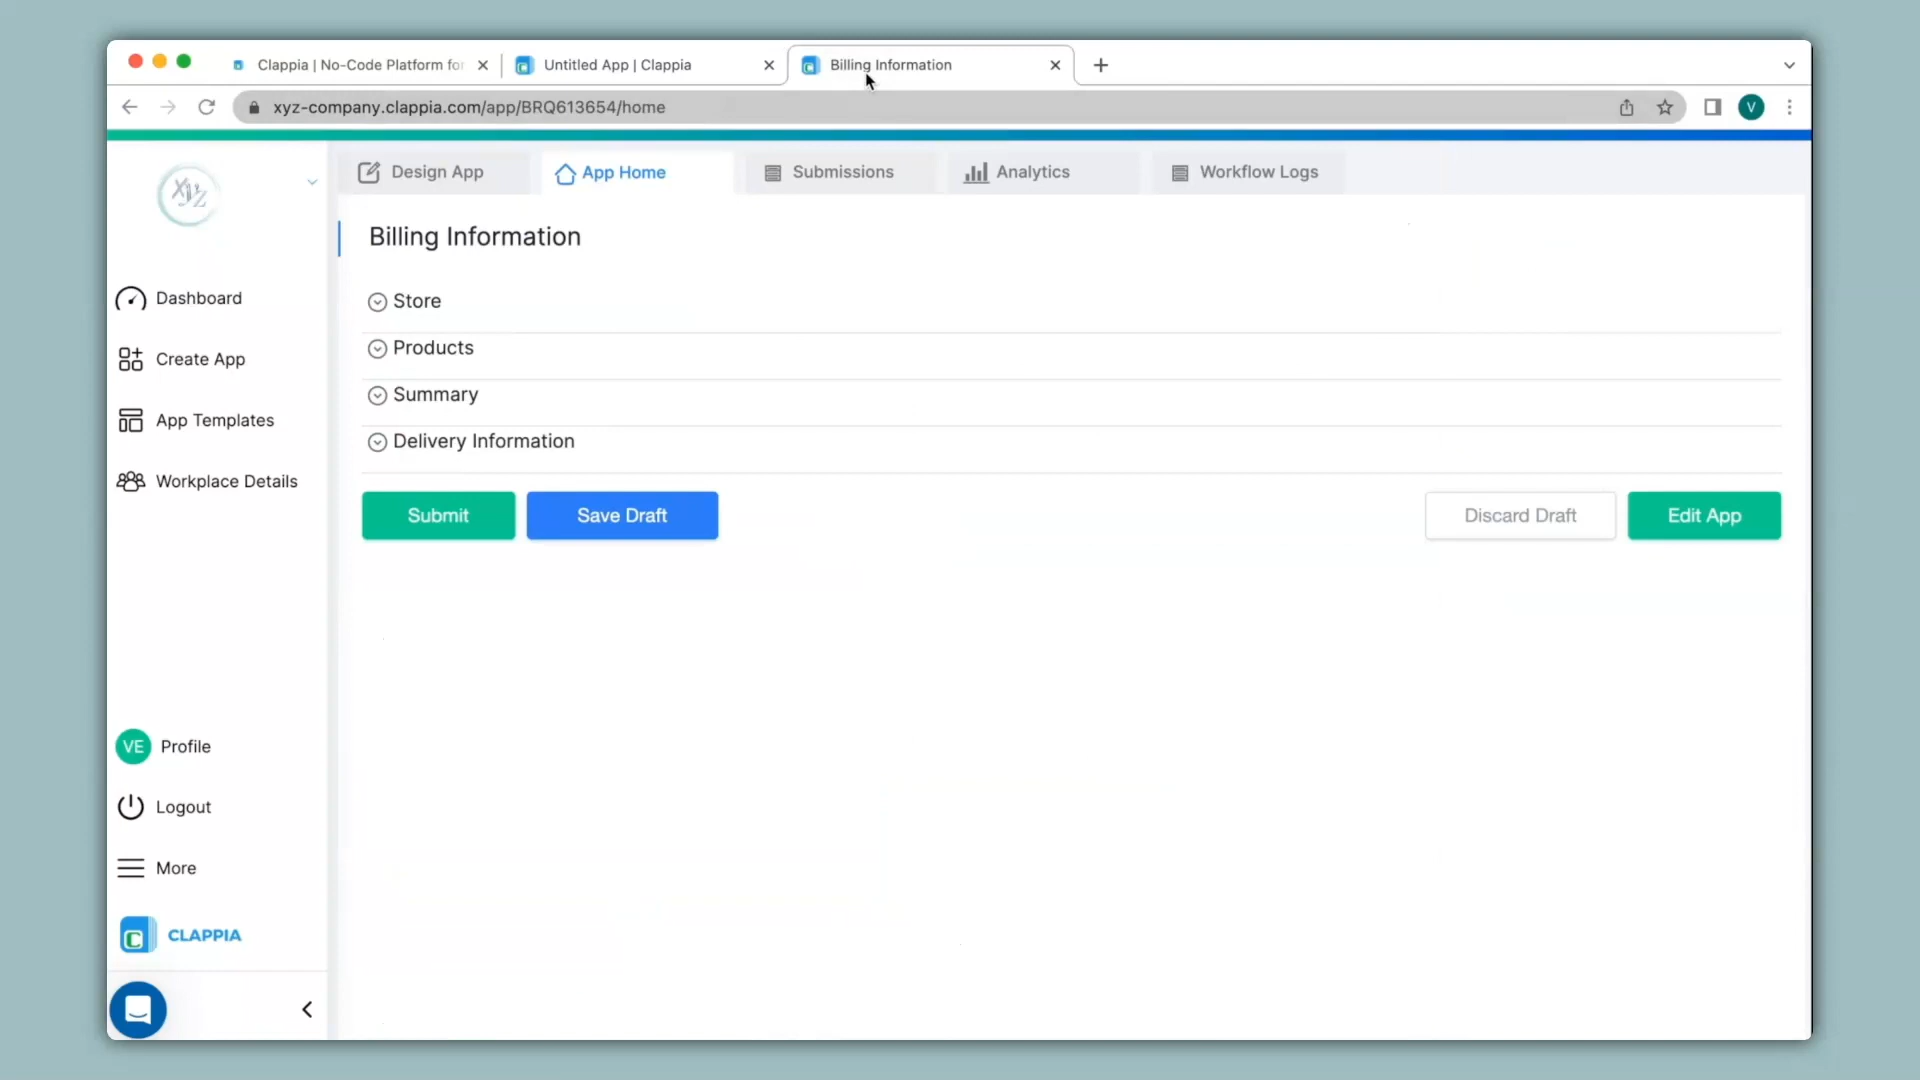 Clappia | No-Code Platform for
Untitled App | Clappia
Billing Information
xyz-company.clappia.com/app/BRQ613654/home
V
XYZ
Design App
App Home
Submissions
Analytics
Workflow Logs
Billing Information
Dashboard
Create App
App Templates
Workplace Details
Store
Products
Summary
Delivery Information
Submit
Save Draft
Discard Draft
Edit App
VE
Profile
Logout
More
C
CLAPPIA